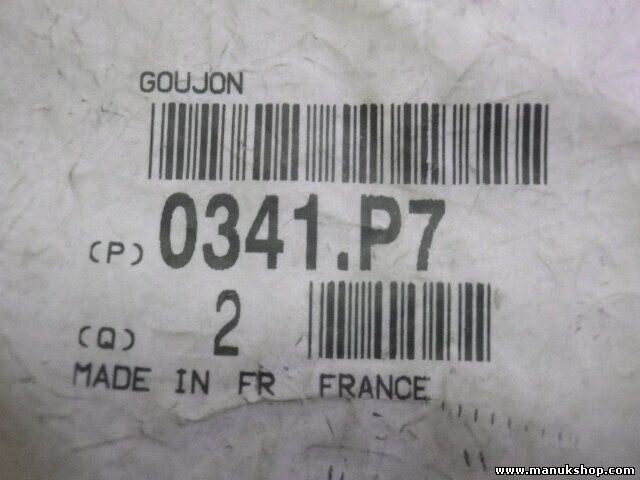 GOUJON
(P) 0341.P7
(Q) 2
MADE IN FR FRANCE
www.manukshop.com